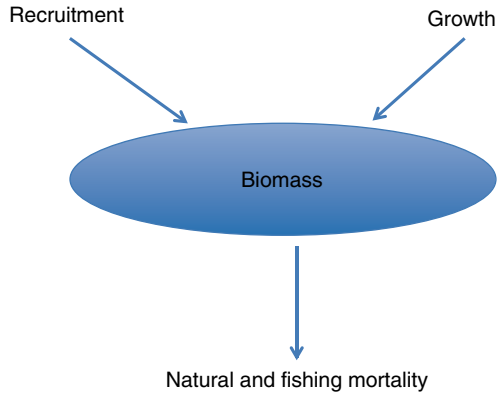 Recruitment
Growth
Biomass
Natural and fishing mortality